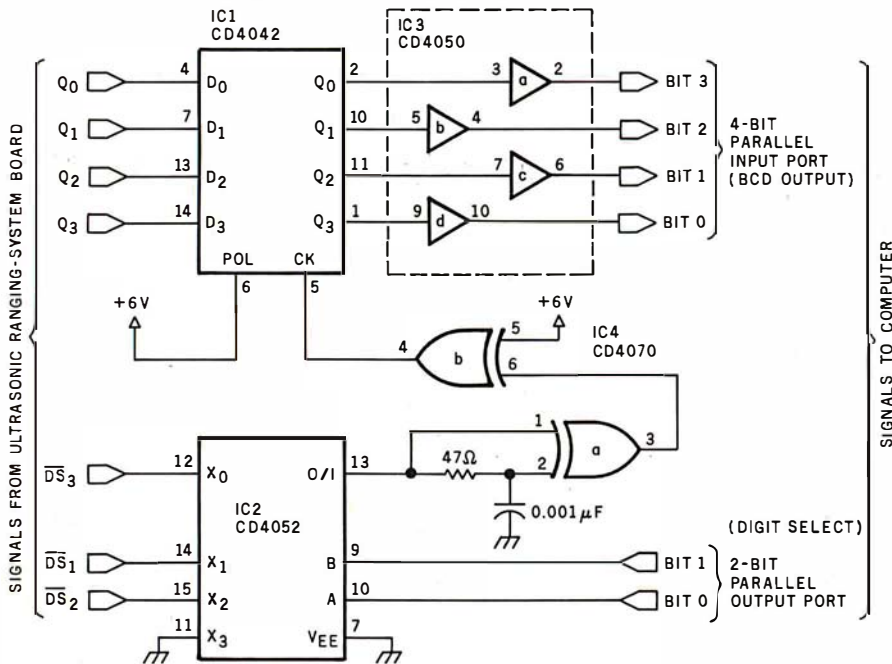 IC1
CD4042
IC3
CD4050
Q0 4 D0 Q0 2 3 a 2 BIT 3
Q1 7 D1 Q1 10 5 b 4 BIT 2
Q2 13 D2 Q2 11 7 c 6 BIT 1
Q3 14 D3 Q3 1 9 d 10 BIT 0
4-BIT
PARALLEL
INPUT PORT
(BCD OUTPUT)
POL CK
6 5
+6V
+6V
4 b 5
6
IC4
CD4070
1
2 a 3
47Ω
0.001µF
D̅S̅3 12 X0 O/I 13
IC2
CD4052
D̅S̅1 14 X1 B 9 BIT 1
D̅S̅2 15 X2 A 10 BIT 0
11 X3 VEE 7
(DIGIT SELECT)
2-BIT
PARALLEL
OUTPUT PORT
SIGNALS FROM ULTRASONIC RANGING-SYSTEM BOARD
SIGNALS TO COMPUTER